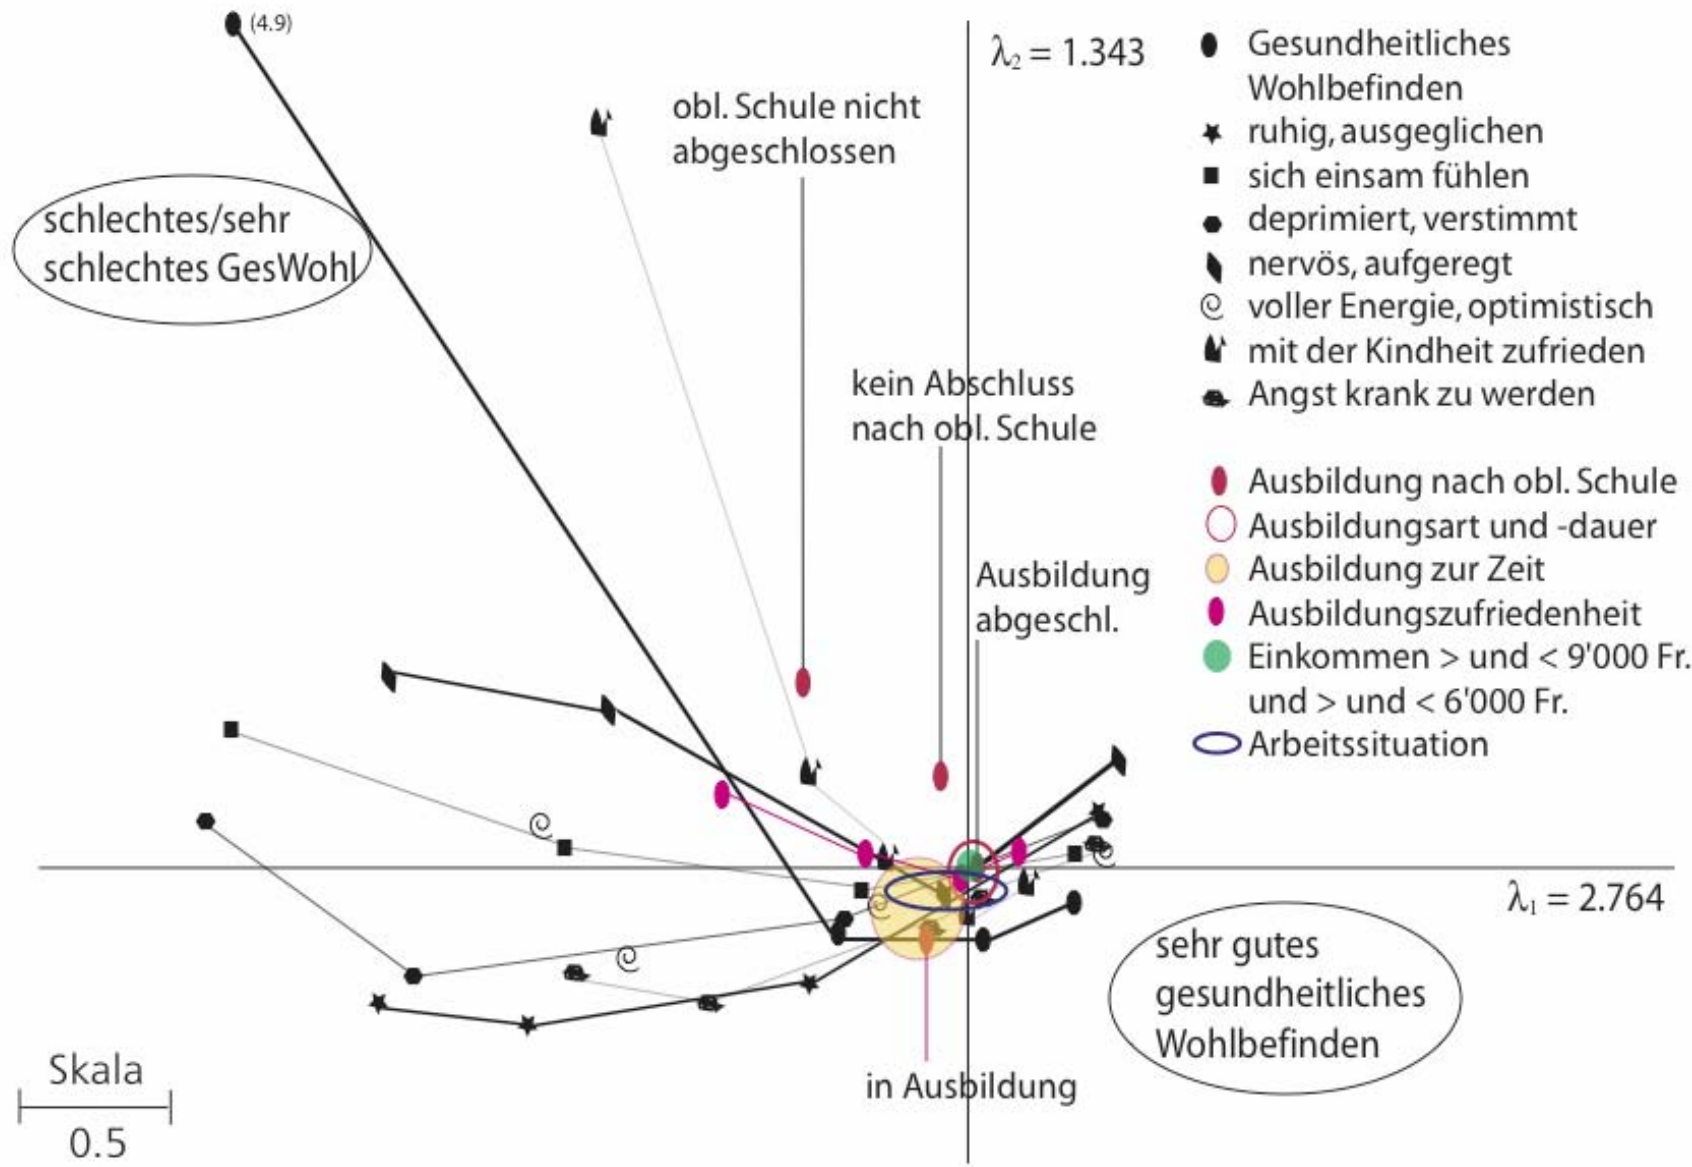 (4.9)
λ₂ = 1.343
obl. Schule nicht
abgeschlossen
schlechtes/sehr
schlechtes GesWohl
kein Abschluss
nach obl. Schule
Ausbildung
abgeschl.
Gesundheitliches
Wohlbefinden
ruhig, ausgeglichen
sich einsam fühlen
deprimiert, verstimmt
nervös, aufgeregt
voller Energie, optimistisch
mit der Kindheit zufrieden
Angst krank zu werden
Ausbildung nach obl. Schule
Ausbildungsart und -dauer
Ausbildung zur Zeit
Ausbildungszufriedenheit
Einkommen > und < 9'000 Fr.
und > und < 6'000 Fr.
Arbeitssituation
λ₁ = 2.764
sehr gutes
gesundheitliches
Wohlbefinden
in Ausbildung
Skala
0.5